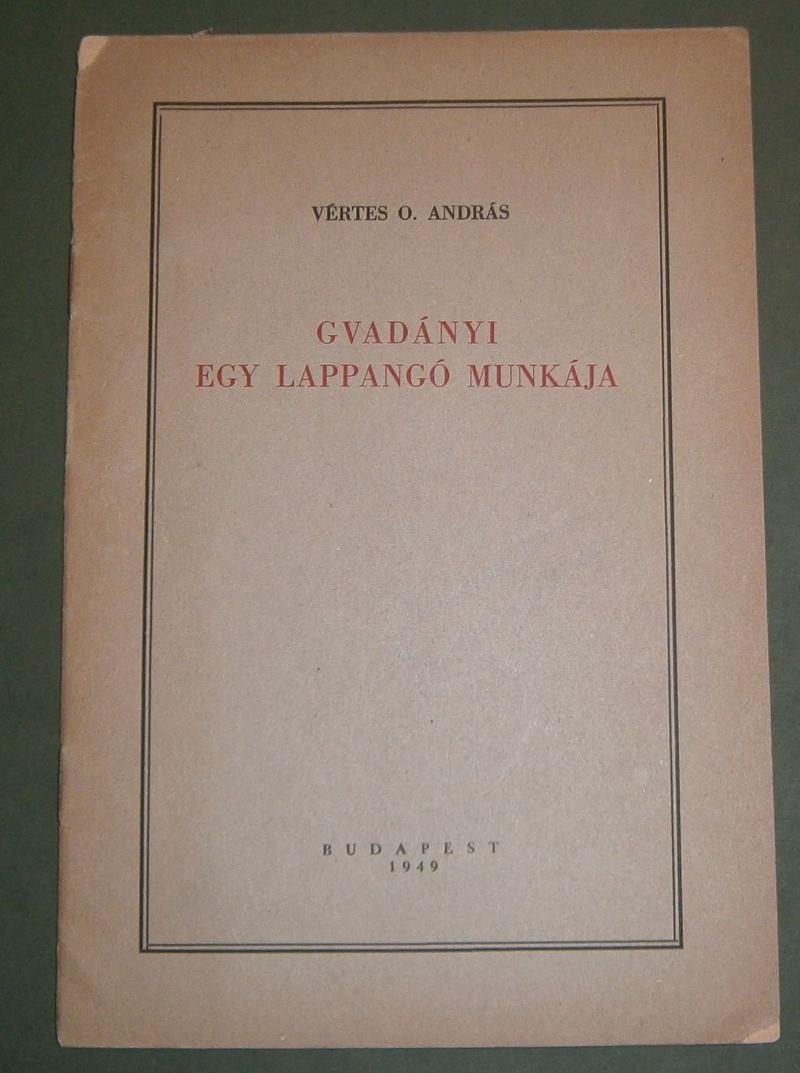 VÉRTES O. ANDRÁS
GVADÁNYI
EGY LAPPANGÓ MUNKÁJA
BUDAPEST
1949